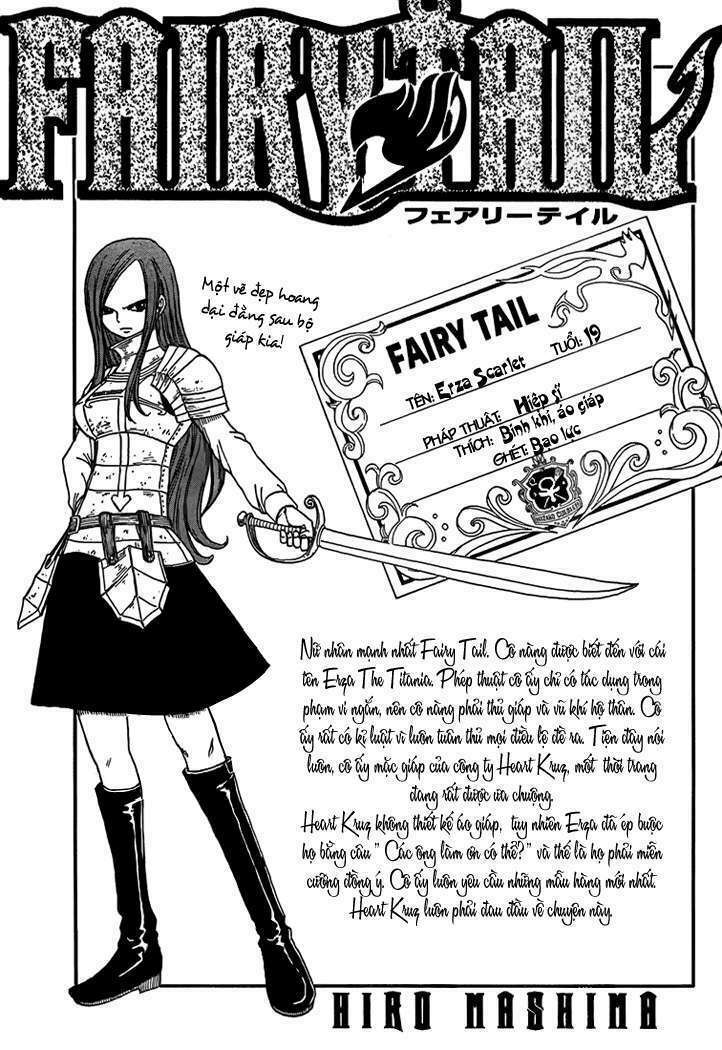 FAIRY TAIL
フェアリーテイル
Một vẻ đẹp hoang
dại đằng sau bộ
giáp kia!
FAIRY TAIL
TÊN: Erza Scarlet
TUỔI: 19
PHÁP THUẬT: Hiệp sĩ
THÍCH: Binh khí, áo giáp
GHÉT: Bạo lực
Nữ nhân mạnh nhất Fairy Tail. Cô nàng được biết đến với cái
tên Erza The Titania. Phép thuật cô ấy chỉ có tác dụng trong
phạm vi ngắn, nên cô nàng phải thủ giáp và vũ khí hộ thân. Cô
ấy rất có kỉ luật vì luôn tuân thủ mọi điều lệ đề ra. Tiện đây nói
luôn, cô ấy mặc giáp của công ty Heart Kruz, một thời trang
đang rất được ưa chuộng.
Heart Kruz không thiết kế áo giáp, tuy nhiên Erza đã ép buộc
họ bằng câu " Các ông làm ơn có thể?" và thế là họ phải miễn
cưỡng đồng ý. Cô ấy luôn yêu cầu những mẫu hàng mới nhất.
Heart Kruz luôn phải đau đầu về chuyện này.
HIRO MASHIMA